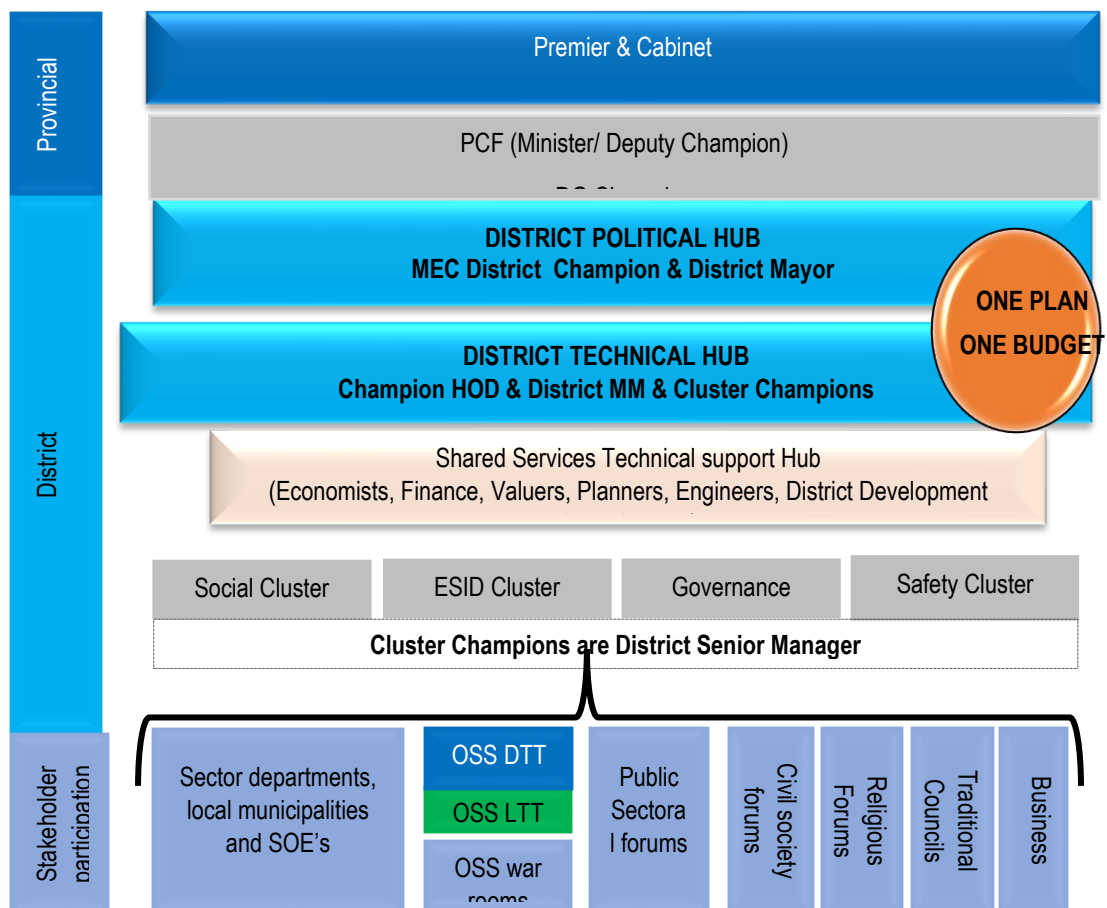 Provincial
Premier & Cabinet
PCF (Minister/ Deputy Champion)
District
DISTRICT POLITICAL HUB
MEC District Champion & District Mayor
ONE PLAN
ONE BUDGET
DISTRICT TECHNICAL HUB
Champion HOD & District MM & Cluster Champions
Shared Services Technical support Hub
(Economists, Finance, Valuers, Planners, Engineers, District Development
Social Cluster
ESID Cluster
Governance
Safety Cluster
Cluster Champions are District Senior Manager
Stakeholder
participation
Sector departments,
local municipalities
and SOE's
OSS DTT
OSS LTT
OSS war
rooms
Public
Sectora
l forums
Civil society
forums
Religious
Forums
Traditional
Councils
Business